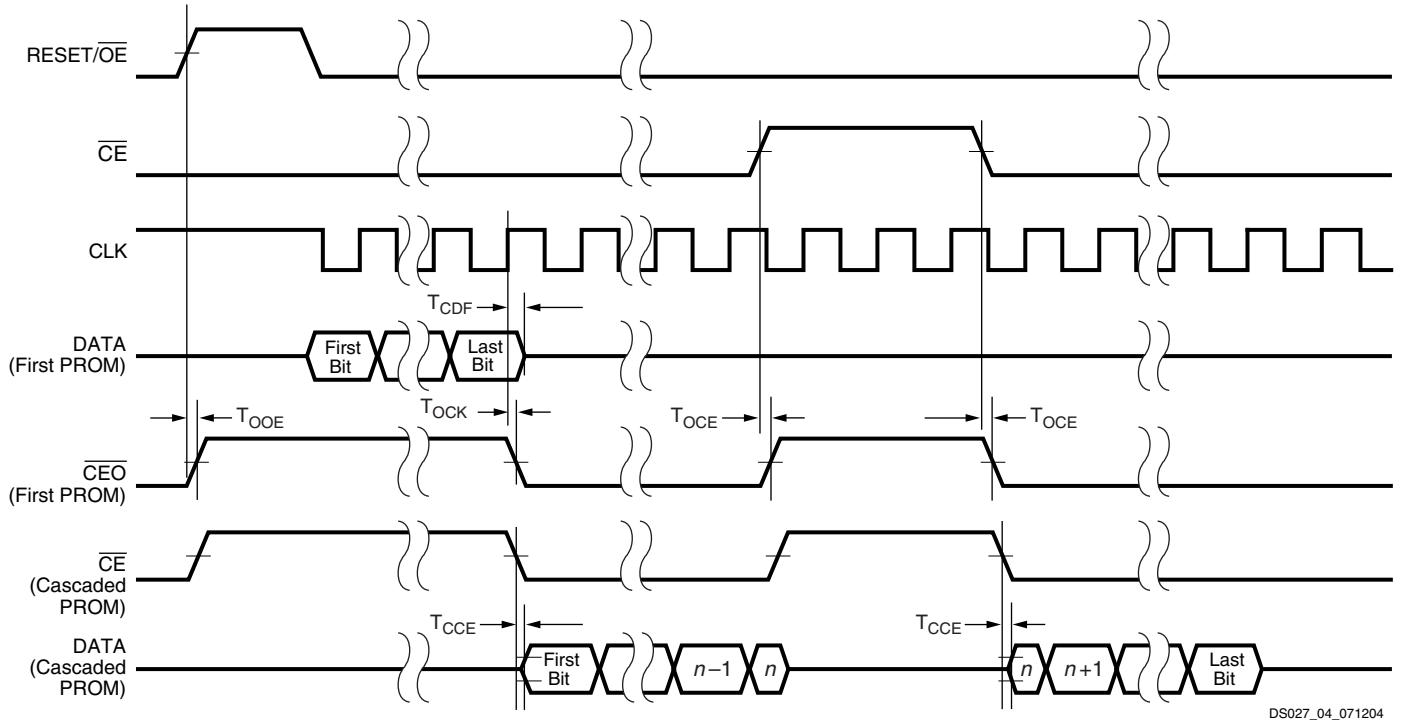 RESET/OE
CE
CLK
TCDF
DATA
(First PROM)
First
Bit
Last
Bit
TOOE
TOCK
TOCE
TOCE
CEO
(First PROM)
CE
(Cascaded
PROM)
TCCE
TCCE
DATA
(Cascaded
PROM)
First
Bit
n–1
n
n
n+1
Last
Bit
DS027_04_071204